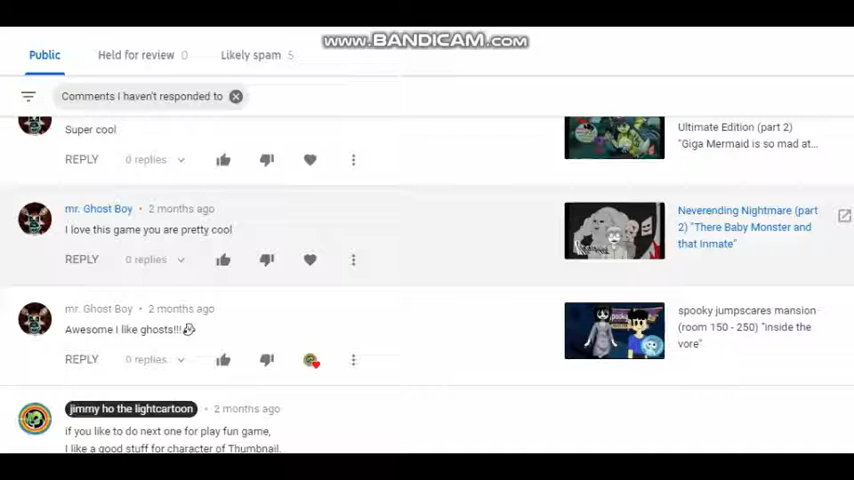 www.BANDICAM.com
Public Held for review 0 Likely spam 5
Comments I haven't responded to
Super cool
Ultimate Edition (part 2)
"Giga Mermaid is so mad at...
REPLY 0 replies
mr. Ghost Boy • 2 months ago
I love this game you are pretty cool
Neverending Nightmare (part
2) "There Baby Monster and
that Inmate"
REPLY 0 replies
mr. Ghost Boy • 2 months ago
Awesome I like ghosts!!!👻
spooky jumpscares mansion
(room 150 - 250) "inside the
vore"
REPLY 0 replies
jimmy ho the lightcartoon • 2 months ago
if you like to do next one for play fun game,
I like a good stuff for character of Thumbnail.